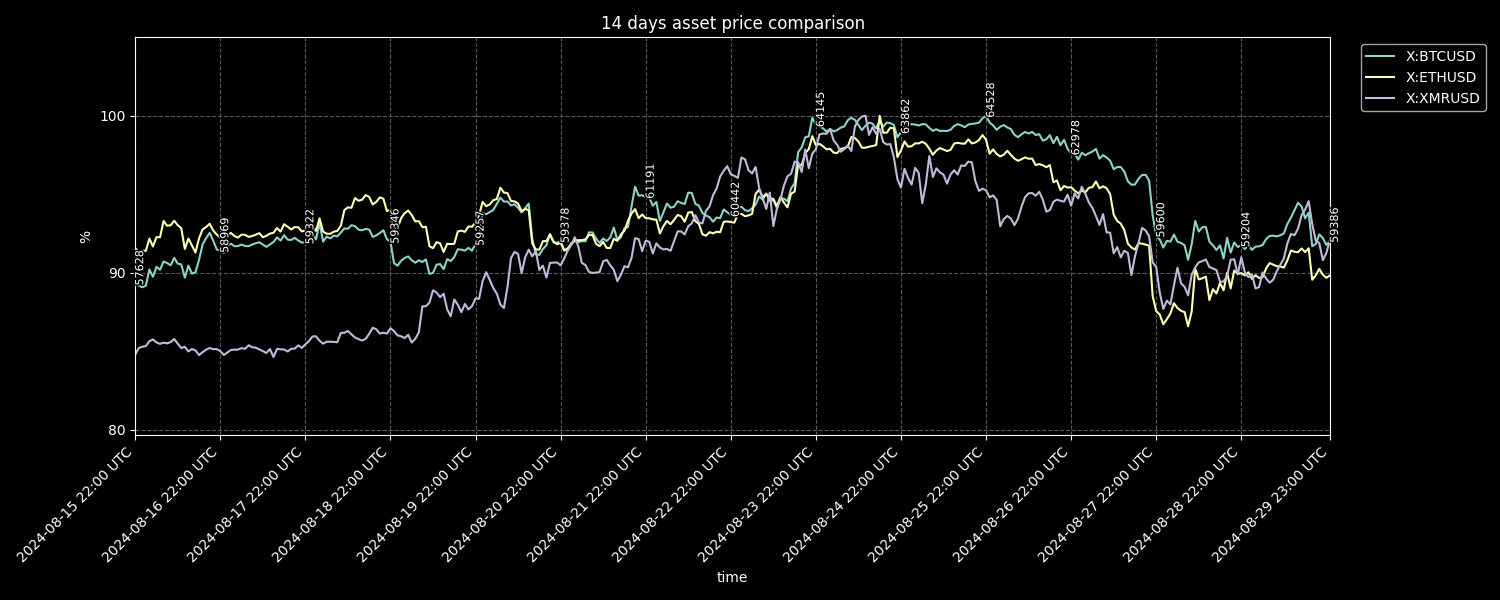 14 days asset price comparison
X:BTCUSD
X:ETHUSD
X:XMRUSD
%
100
90
80
57628
58969
59322
59346
59257
59378
61191
60442
64145
63862
64528
62978
59600
59204
59386
2024-08-15 22:00 UTC
2024-08-16 22:00 UTC
2024-08-17 22:00 UTC
2024-08-18 22:00 UTC
2024-08-19 22:00 UTC
2024-08-20 22:00 UTC
2024-08-21 22:00 UTC
2024-08-22 22:00 UTC
2024-08-23 22:00 UTC
2024-08-24 22:00 UTC
2024-08-25 22:00 UTC
2024-08-26 22:00 UTC
2024-08-27 22:00 UTC
2024-08-28 22:00 UTC
2024-08-29 23:00 UTC
time